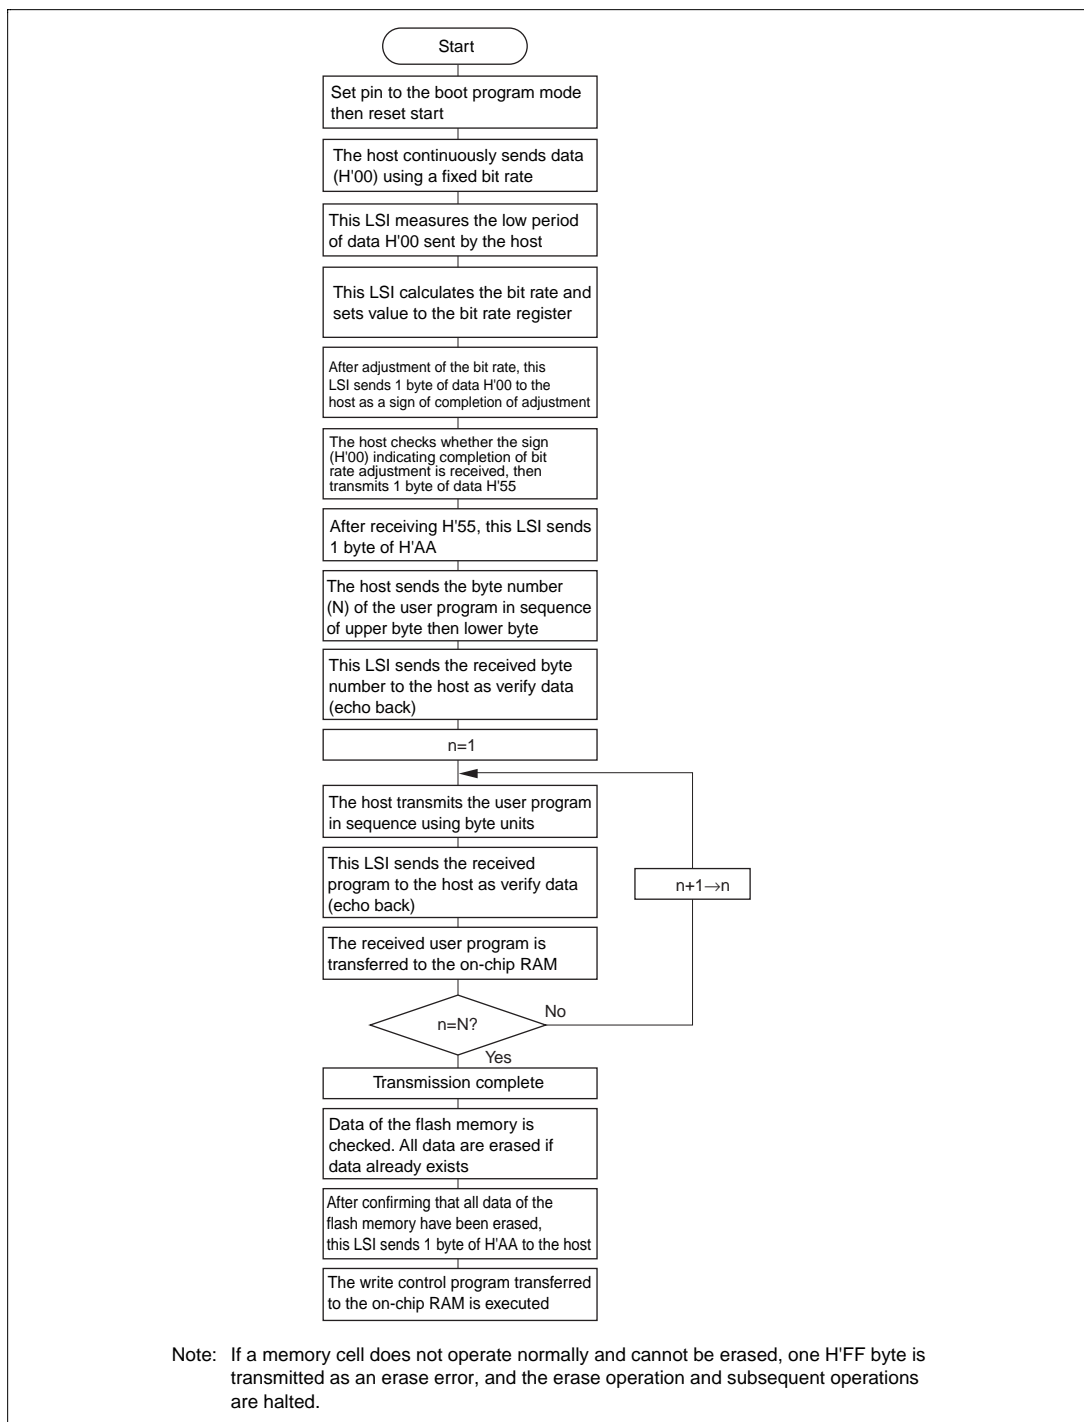 Start
Set pin to the boot program mode
then reset start
The host continuously sends data
(H'00) using a fixed bit rate
This LSI measures the low period
of data H'00 sent by the host
This LSI calculates the bit rate and
sets value to the bit rate register
After adjustment of the bit rate, this
LSI sends 1 byte of data H'00 to the
host as a sign of completion of adjustment
The host checks whether the sign
(H'00) indicating completion of bit
rate adjustment is received, then
transmits 1 byte of data H'55
After receiving H'55, this LSI sends
1 byte of H'AA
The host sends the byte number
(N) of the user program in sequence
of upper byte then lower byte
This LSI sends the received byte
number to the host as verify data
(echo back)
n=1
The host transmits the user program
in sequence using byte units
This LSI sends the received
program to the host as verify data
(echo back)
n+1→n
The received user program is
transferred to the on-chip RAM
n=N?
No
Yes
Transmission complete
Data of the flash memory is
checked. All data are erased if
data already exists
After confirming that all data of the
flash memory have been erased,
this LSI sends 1 byte of H'AA to the host
The write control program transferred
to the on-chip RAM is executed
Note: If a memory cell does not operate normally and cannot be erased, one H'FF byte is
transmitted as an erase error, and the erase operation and subsequent operations
are halted.